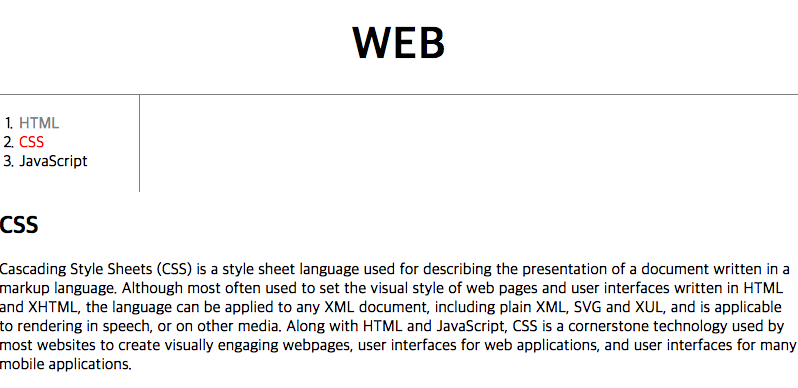 WEB
1. HTML
2. CSS
3. JavaScript
CSS
Cascading Style Sheets (CSS) is a style sheet language used for describing the presentation of a document written in a
markup language. Although most often used to set the visual style of web pages and user interfaces written in HTML
and XHTML, the language can be applied to any XML document, including plain XML, SVG and XUL, and is applicable
to rendering in speech, or on other media. Along with HTML and JavaScript, CSS is a cornerstone technology used by
most websites to create visually engaging webpages, user interfaces for web applications, and user interfaces for many
mobile applications.